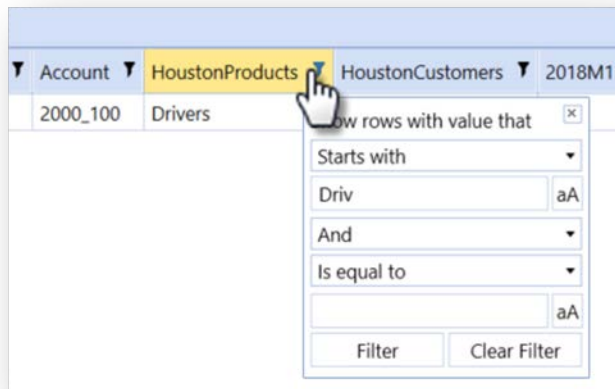 Account HoustonProducts HoustonCustomers 2018M1
2000_100 Drivers
rows with value that
Starts with
Driv aA
And
Is equal to
aA
Filter Clear Filter